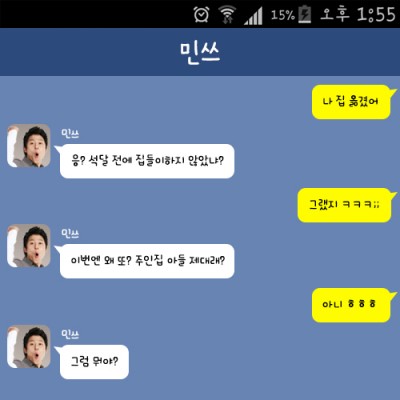 15% 오후 1:55
민쓰
나 집 옮겼어
민쓰
응? 석달 전에 집들이하지 않았냐?
그랬지 ㅋㅋㅋ;;
민쓰
이번엔 왜 또? 주인집 아들 제대래?
아니 ㅎㅎㅎ
민쓰
그럼 뭐야?